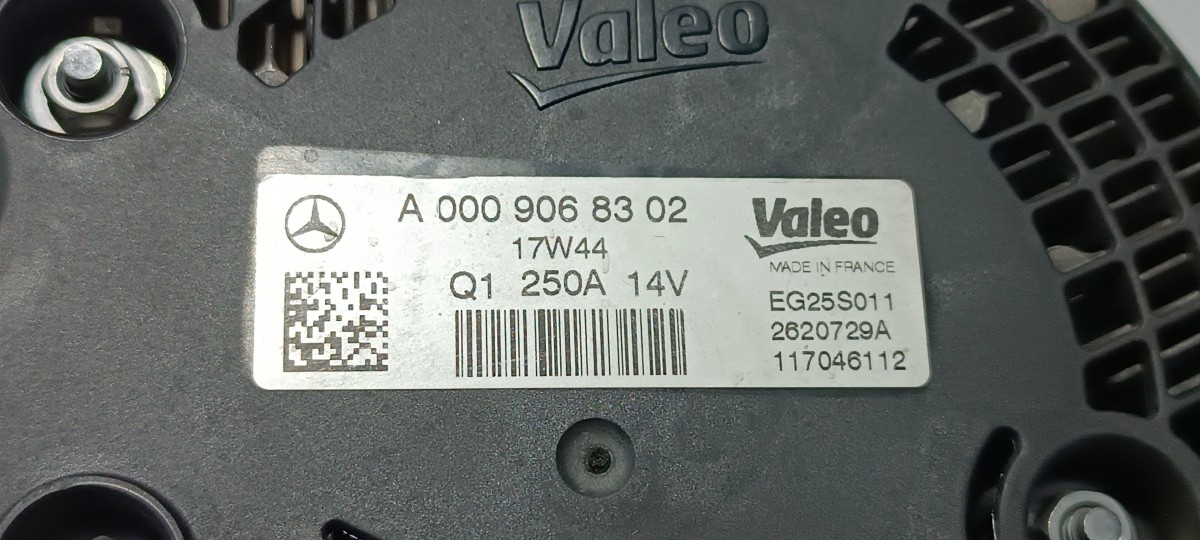 Valeo
A 000 906 83 02
17W44
Q1 250A 14V
Valeo
MADE IN FRANCE
EG25S011
2620729A
117046112